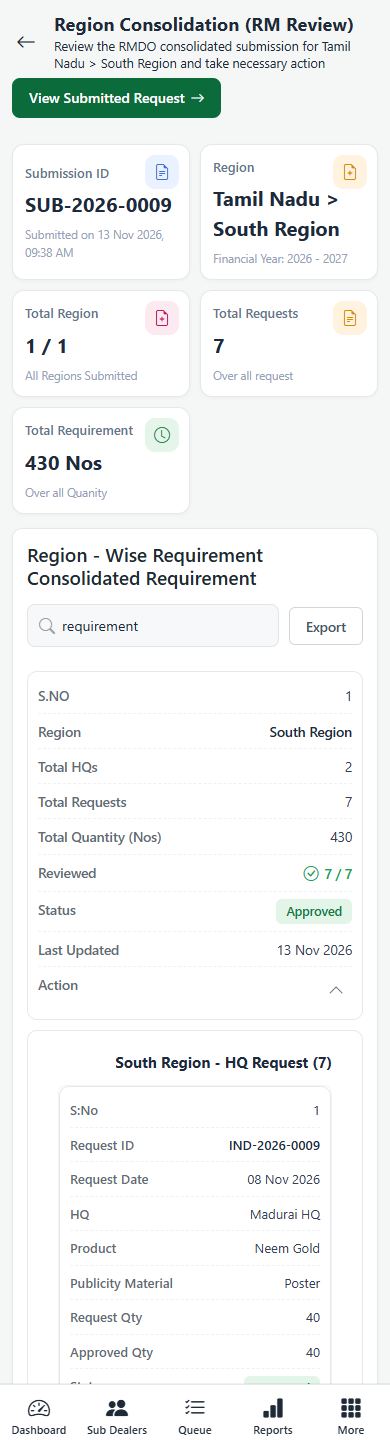 Region Consolidation (RM Review)
Review the RMDO consolidated submission for Tamil
Nadu > South Region and take necessary action
View Submitted Request →
Submission ID
SUB-2026-0009
Submitted on 13 Nov 2026,
09:38 AM
Region
Tamil Nadu >
South Region
Financial Year: 2026 - 2027
Total Region
1 / 1
All Regions Submitted
Total Requests
7
Over all request
Total Requirement
430 Nos
Over all Quanity
Region - Wise Requirement
Consolidated Requirement
requirement
Export
S.NO 1
Region South Region
Total HQs 2
Total Requests 7
Total Quantity (Nos) 430
Reviewed 7 / 7
Status Approved
Last Updated 13 Nov 2026
Action
South Region - HQ Request (7)
S:No 1
Request ID IND-2026-0009
Request Date 08 Nov 2026
HQ Madurai HQ
Product Neem Gold
Publicity Material Poster
Request Qty 40
Approved Qty 40
Dashboard Sub Dealers Queue Reports More